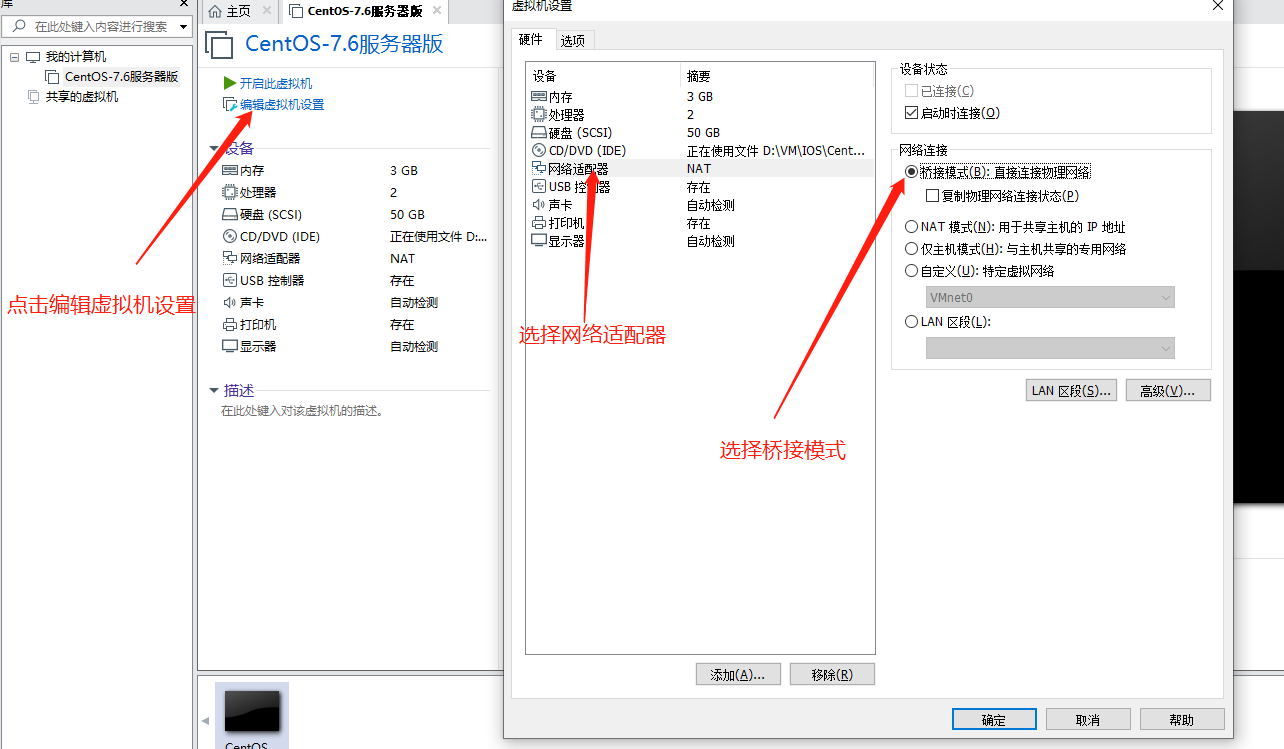 库
主页
CentOS-7.6服务器版
在此处键入内容进行搜索
我的计算机
CentOS-7.6服务器版
共享的虚拟机
CentOS-7.6服务器版
开启此虚拟机
编辑虚拟机设置
设备
内存 3 GB
处理器 2
硬盘 (SCSI) 50 GB
CD/DVD (IDE) 正在使用文件 D:...
网络适配器 NAT
USB 控制器 存在
声卡 自动检测
打印机 存在
显示器 自动检测
描述
在此处键入对该虚拟机的描述。
点击编辑虚拟机设置
CentOS
虚拟机设置
硬件 选项
设备 摘要
内存 3 GB
处理器 2
硬盘 (SCSI) 50 GB
CD/DVD (IDE) 正在使用文件 D:\VM\IOS\Cent...
网络适配器 NAT
USB 控制器 存在
声卡 自动检测
打印机 存在
显示器 自动检测
选择网络适配器
添加(A)... 移除(R)
设备状态
已连接(C)
启动时连接(O)
网络连接
桥接模式(B): 直接连接物理网络
复制物理网络连接状态(P)
NAT 模式(N): 用于共享主机的 IP 地址
仅主机模式(H): 与主机共享的专用网络
自定义(U): 特定虚拟网络
VMnet0
LAN 区段(L):
LAN 区段(S)... 高级(V)...
选择桥接模式
确定 取消 帮助